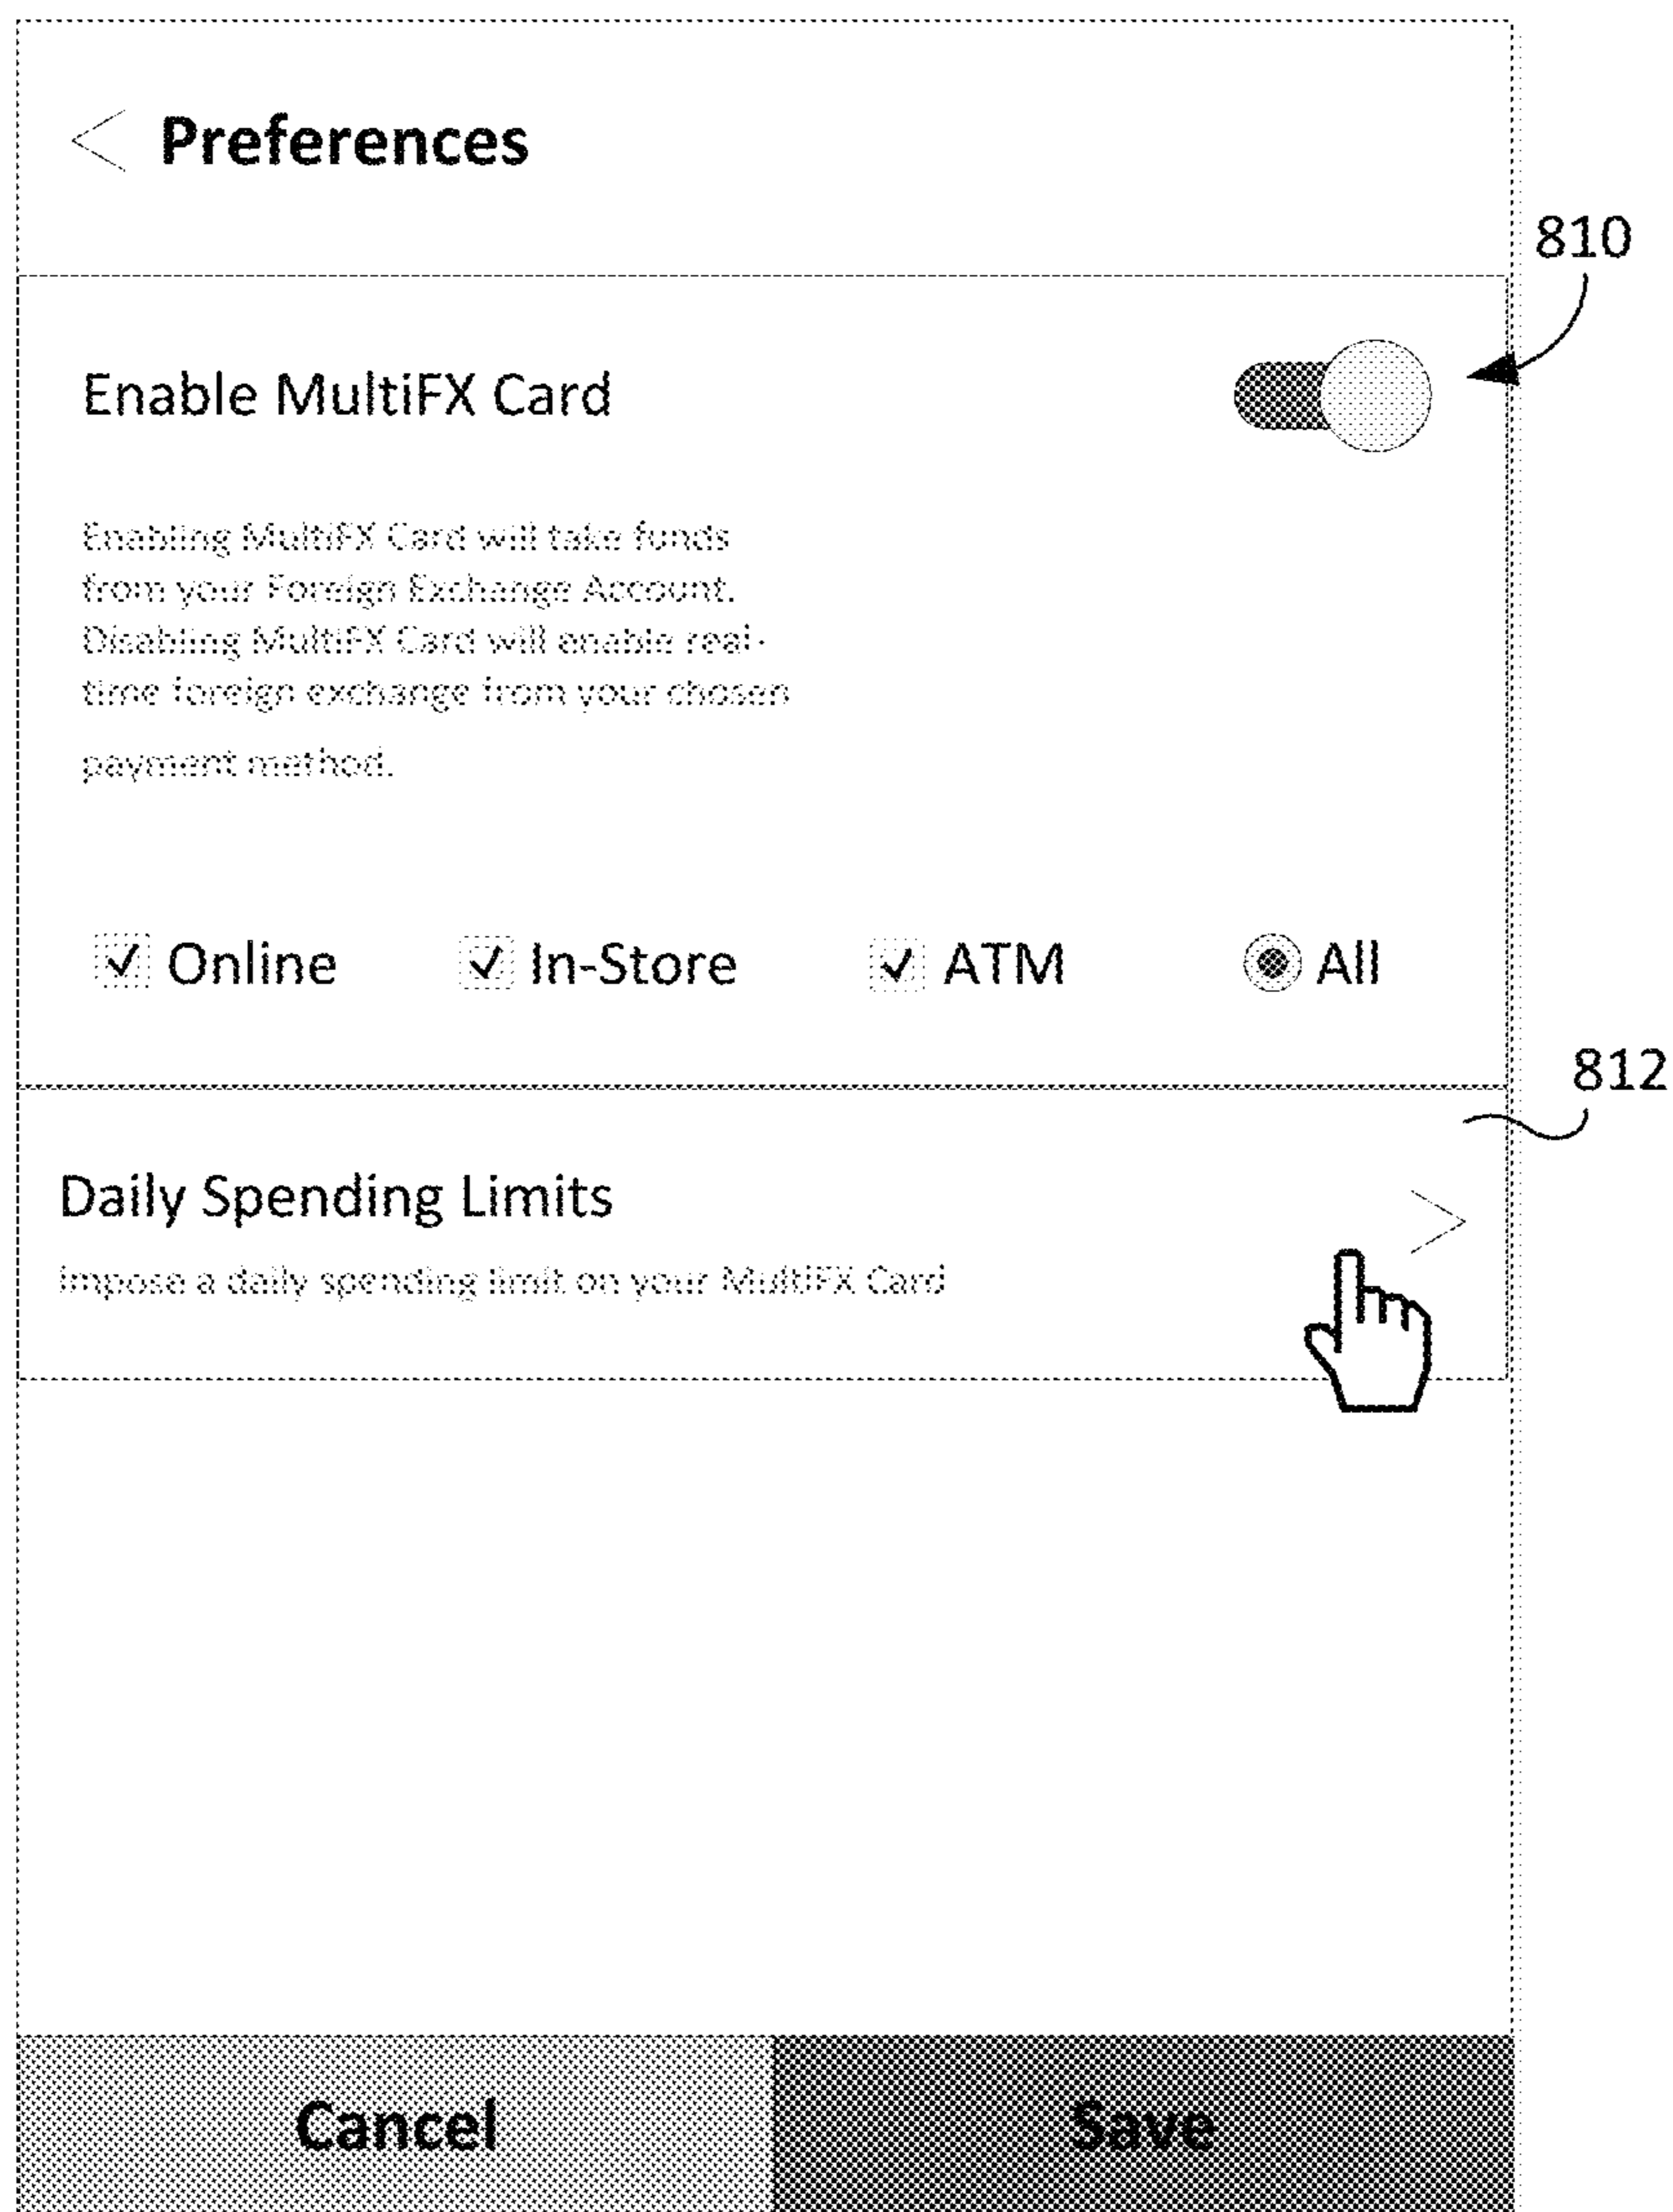 Preferences
810
Enable MultiFX Card
Enabling MultiFX Card will take funds
from your Foreign Exchange Account.
Disabling MultiFX Card will enable real-
time foreign exchange from your chosen
payment method.
Online In-Store ATM All
812
Daily Spending Limits
Impose a daily spending limit on your MultiFX Card
Cancel Save